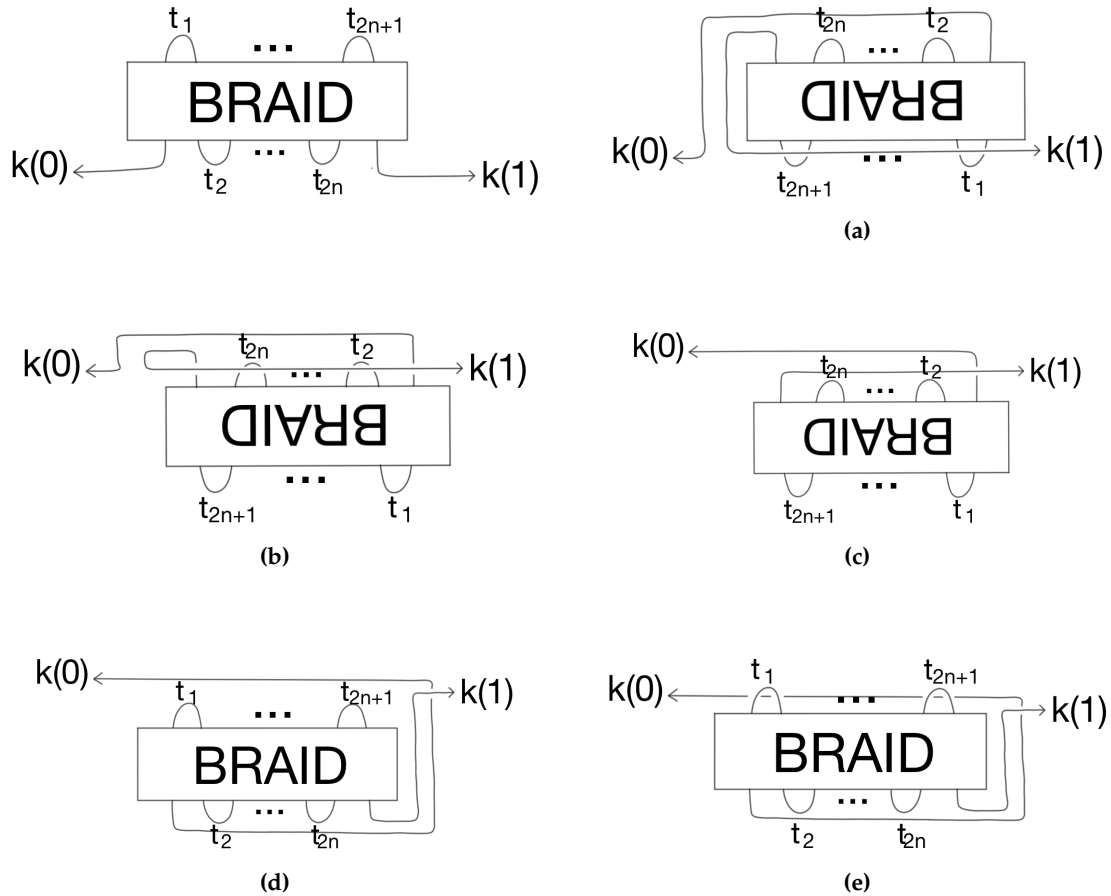 t₁ ... t₂ₙ₊₁
BRAID
k(0) t₂ ... t₂ₙ k(1)
t₂ₙ ... t₂
BRAID
k(0) k(1)
t₂ₙ₊₁ ... t₁
(a)
k(0) t₂ₙ ... t₂ k(1)
BRAID
t₂ₙ₊₁ ... t₁
(b)
k(0)
t₂ₙ ... t₂ k(1)
BRAID
t₂ₙ₊₁ ... t₁
(c)
k(0) k(1)
t₁ ... t₂ₙ₊₁
BRAID
t₂ ... t₂ₙ
(d)
k(0) t₁ ... t₂ₙ₊₁ k(1)
BRAID
t₂ ... t₂ₙ
(e)